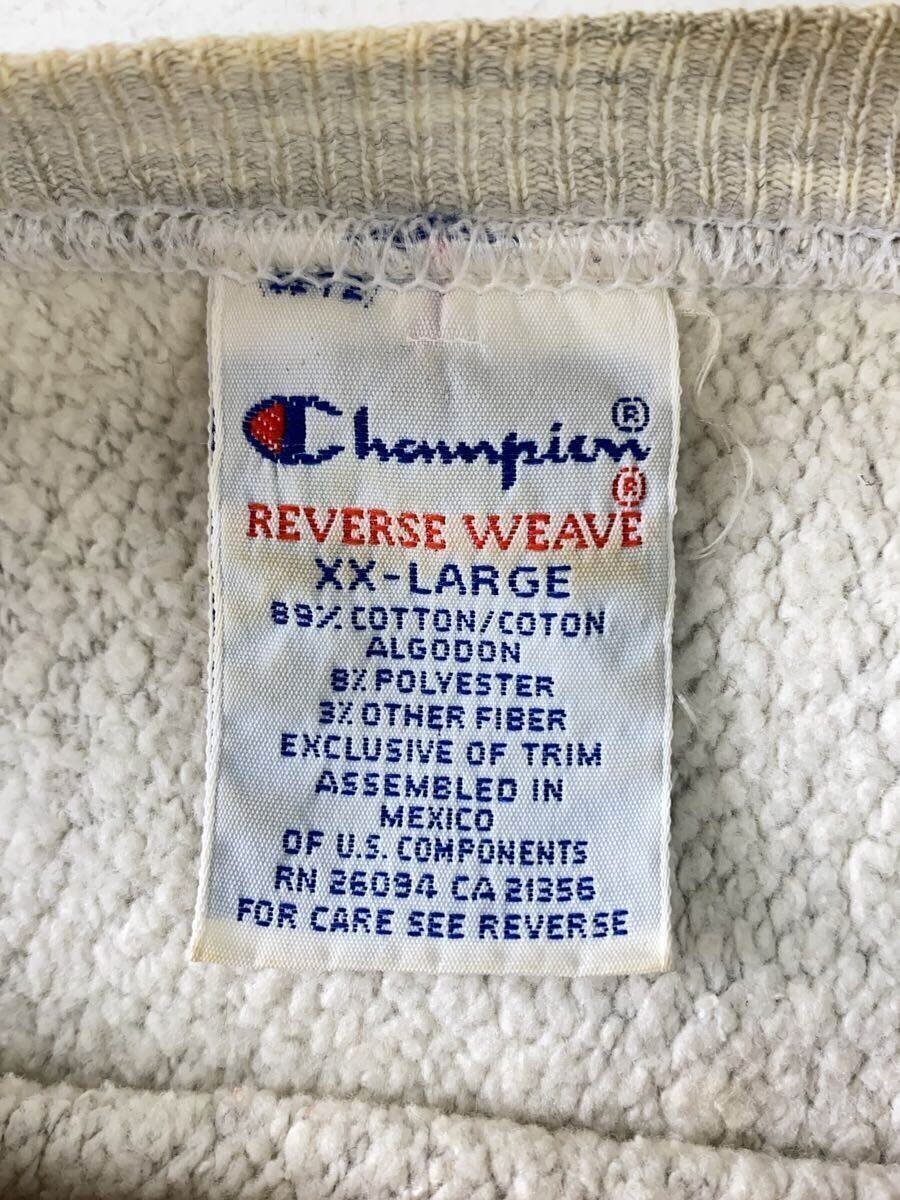 Champion®
REVERSE WEAVE®
XX-LARGE
89% COTTON/COTON
ALGODON
8% POLYESTER
3% OTHER FIBER
EXCLUSIVE OF TRIM
ASSEMBLED IN
MEXICO
OF U.S. COMPONENTS
RN 26094 CA 21356
FOR CARE SEE REVERSE